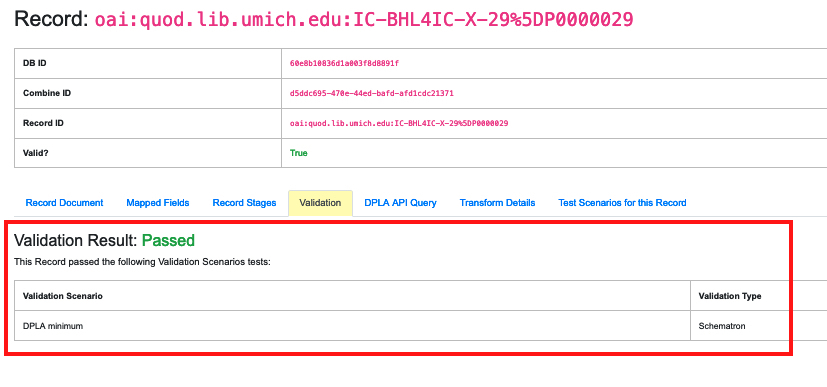 Record: oai:quod.lib.umich.edu:IC-BHL4IC-X-29%5DP0000029
DB ID 60e8b10836d1a003f8d8891f
Combine ID d5ddc695-470e-44ed-bafd-afd1cdc21371
Record ID oai:quod.lib.umich.edu:IC-BHL4IC-X-29%5DP0000029
Valid? True
Record Document Mapped Fields Record Stages Validation DPLA API Query Transform Details Test Scenarios for this Record
Validation Result: Passed
This Record passed the following Validation Scenarios tests:
Validation Scenario Validation Type
DPLA minimum Schematron